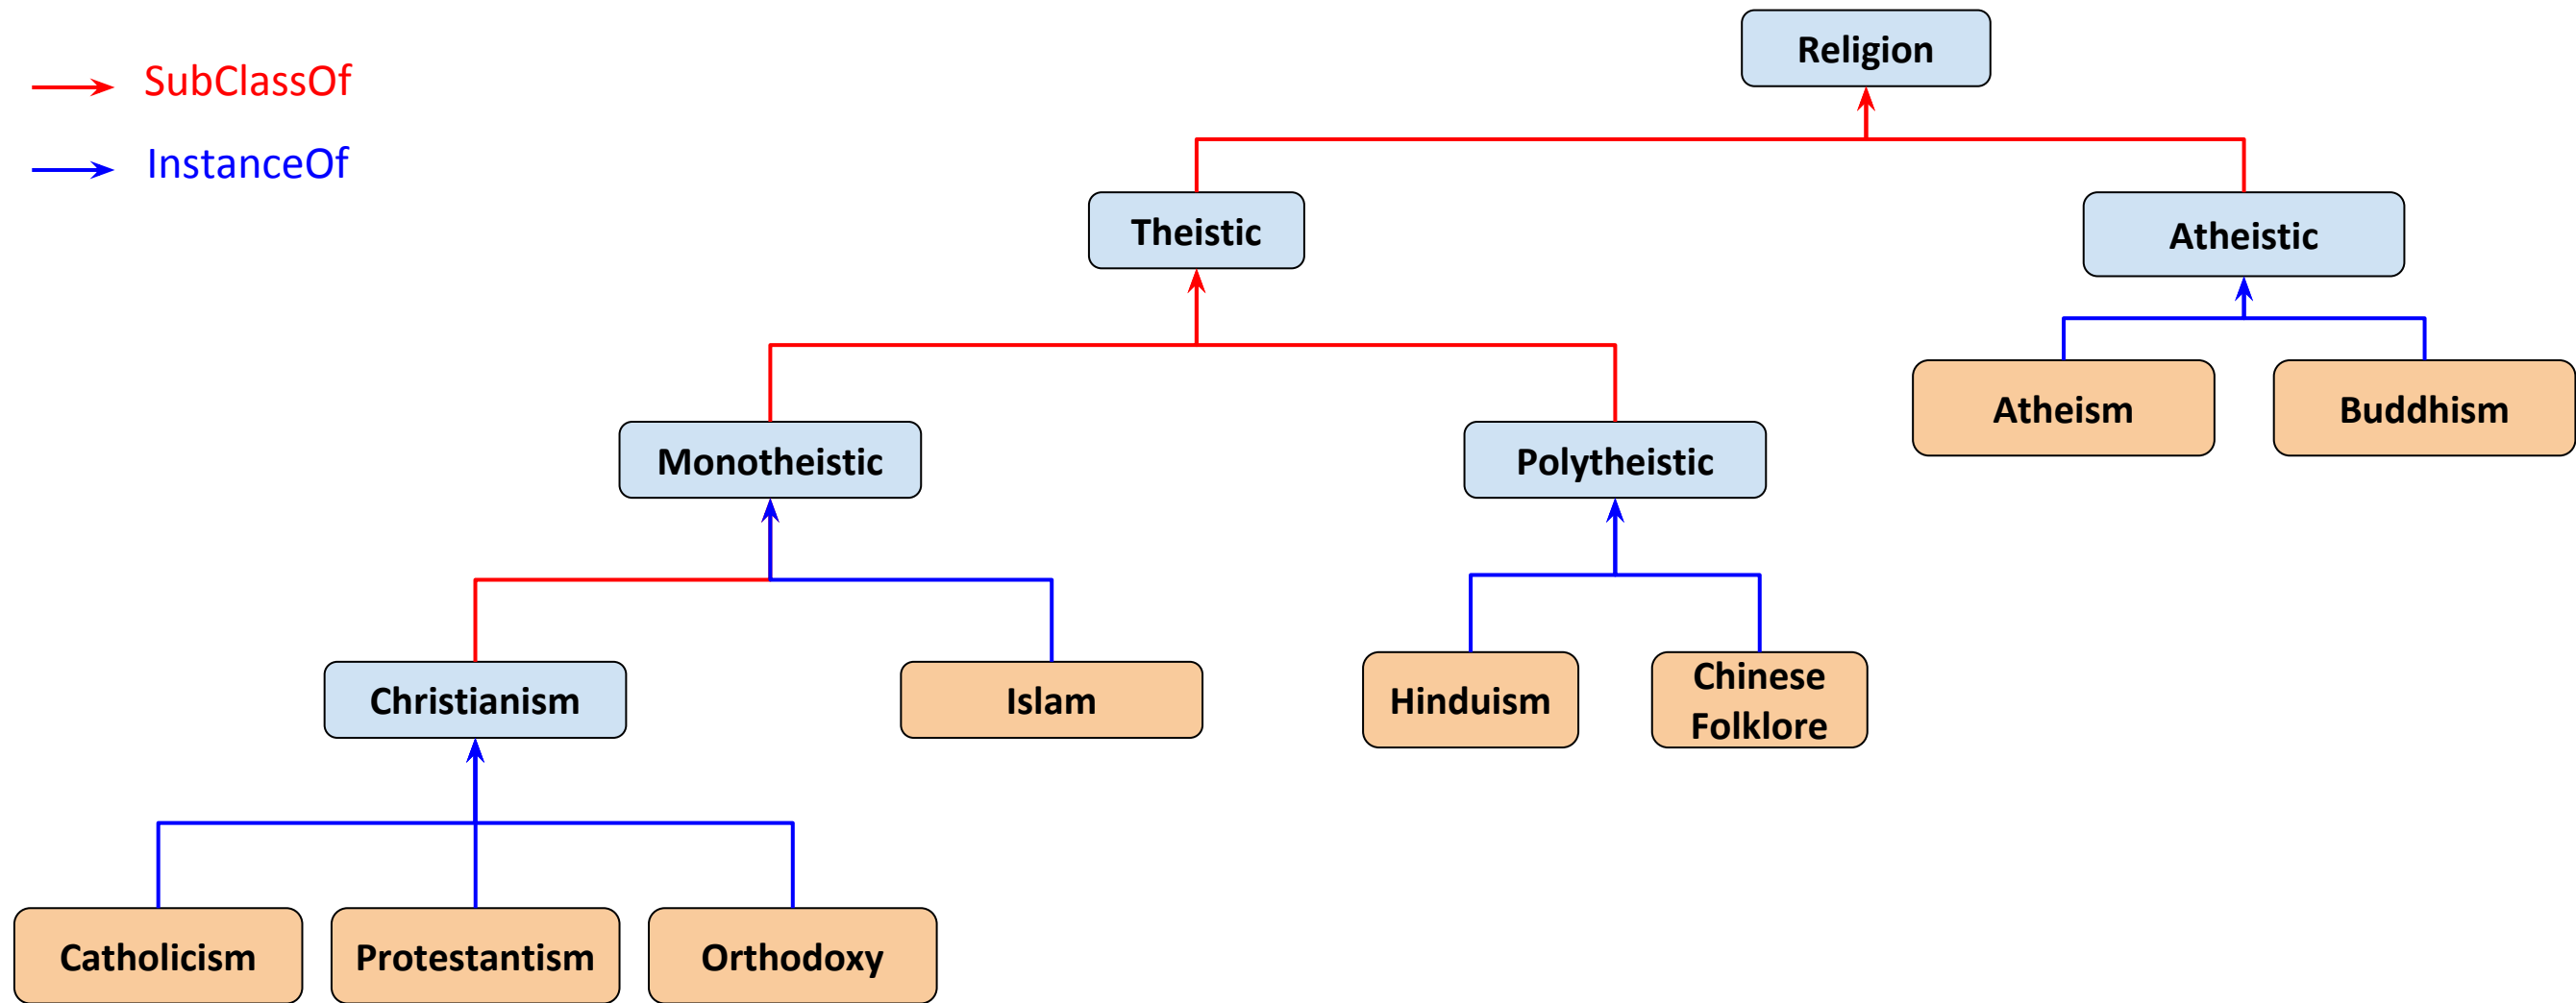 Religion
SubClassOf
InstanceOf
Theistic
Atheistic
Atheism
Buddhism
Monotheistic
Polytheistic
Christianism
Islam
Hinduism
Chinese
Folklore
Catholicism
Protestantism
Orthodoxy